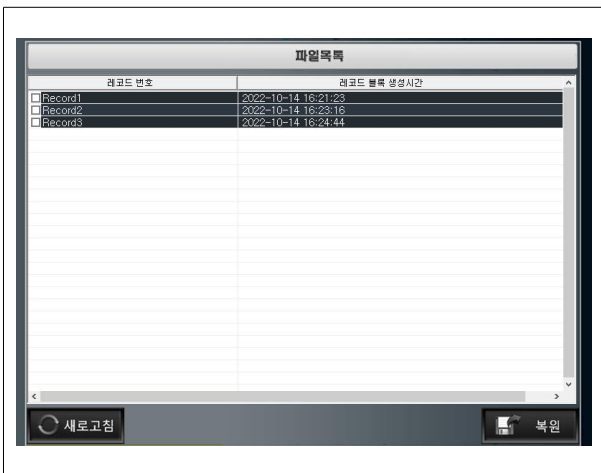 파일목록
레코드 번호 레코드 블록 생성시간
Record1 2022-10-14 16:21:23
Record2 2022-10-14 16:23:16
Record3 2022-10-14 16:24:44
새로고침 복원